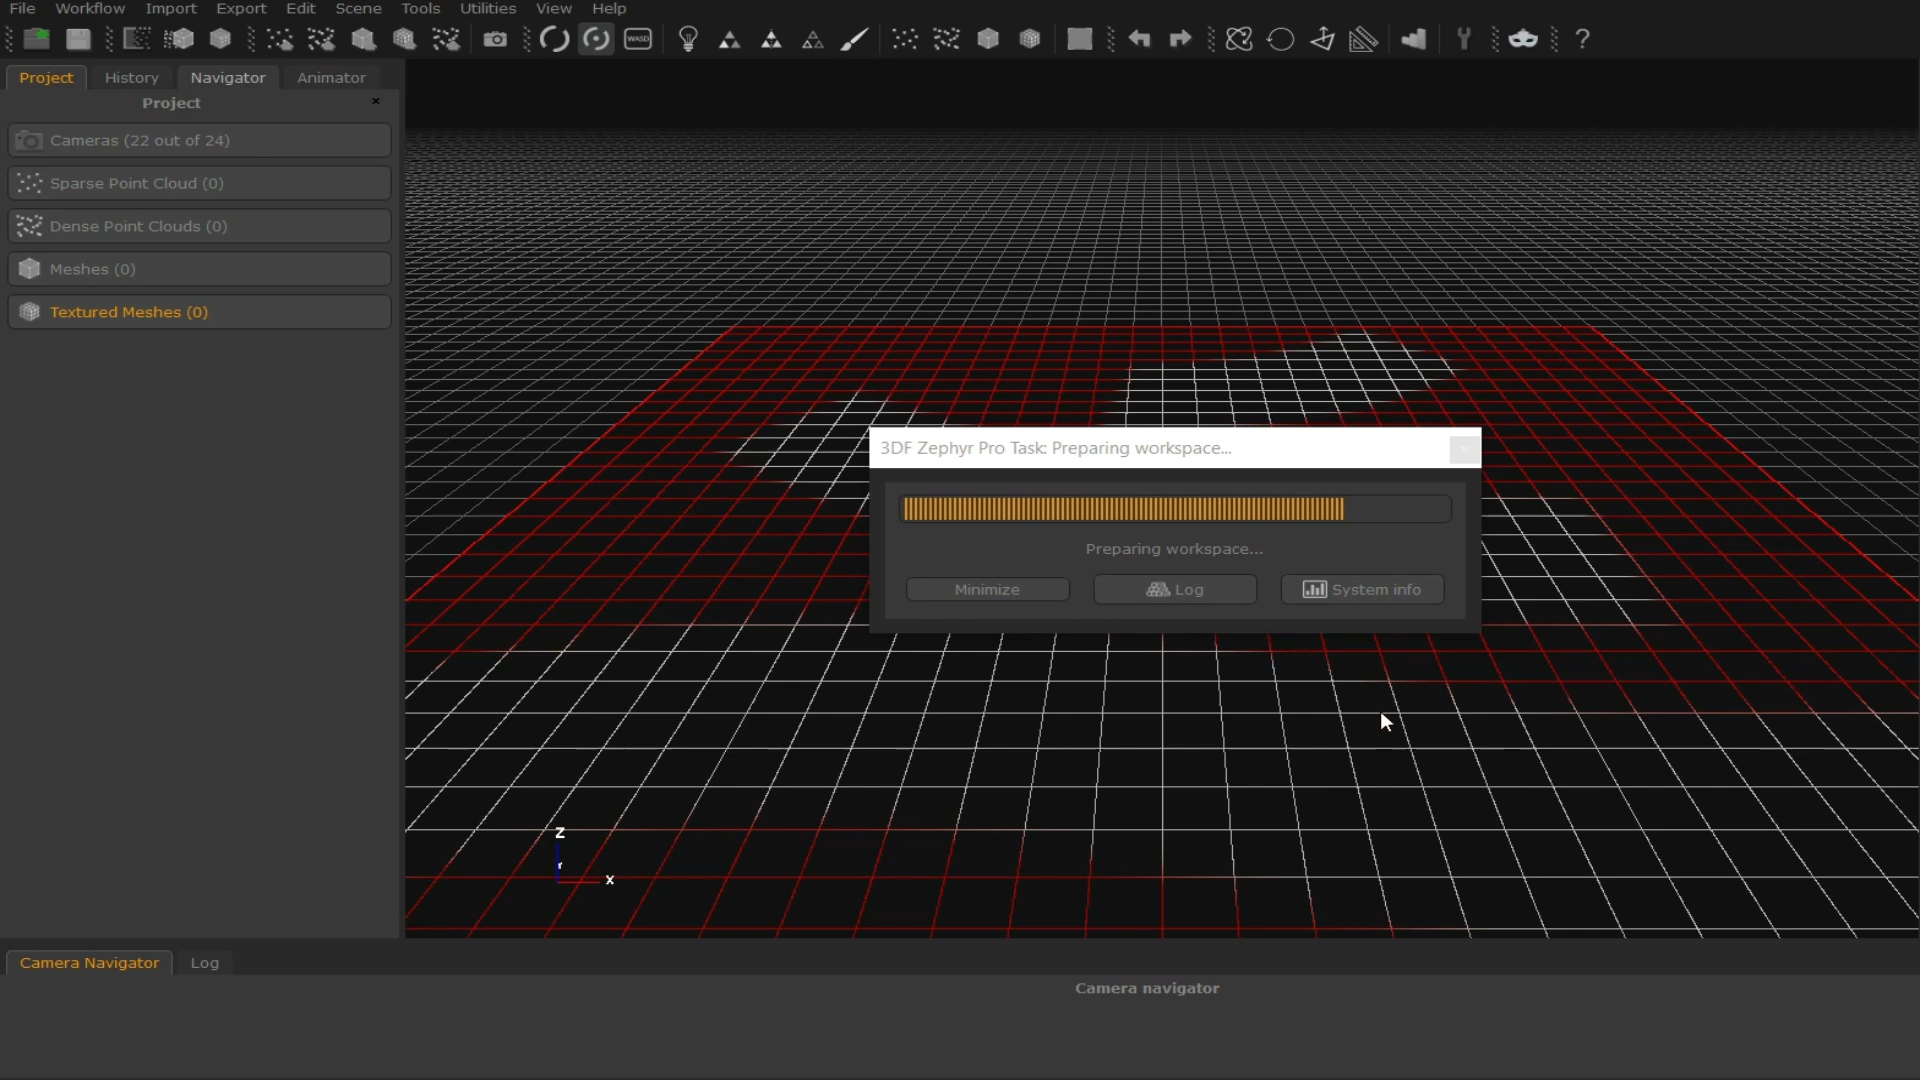 File Workflow Import Export Edit Scene Tools Utilities View Help
WASD
?
Project History Navigator Animator
Project
Cameras (22 out of 24)
Sparse Point Cloud (0)
Dense Point Clouds (0)
Meshes (0)
Textured Meshes (0)
3DF Zephyr Pro Task: Preparing workspace...
Preparing workspace...
Minimize Log System info
Z
Y
X
Camera Navigator Log
Camera navigator